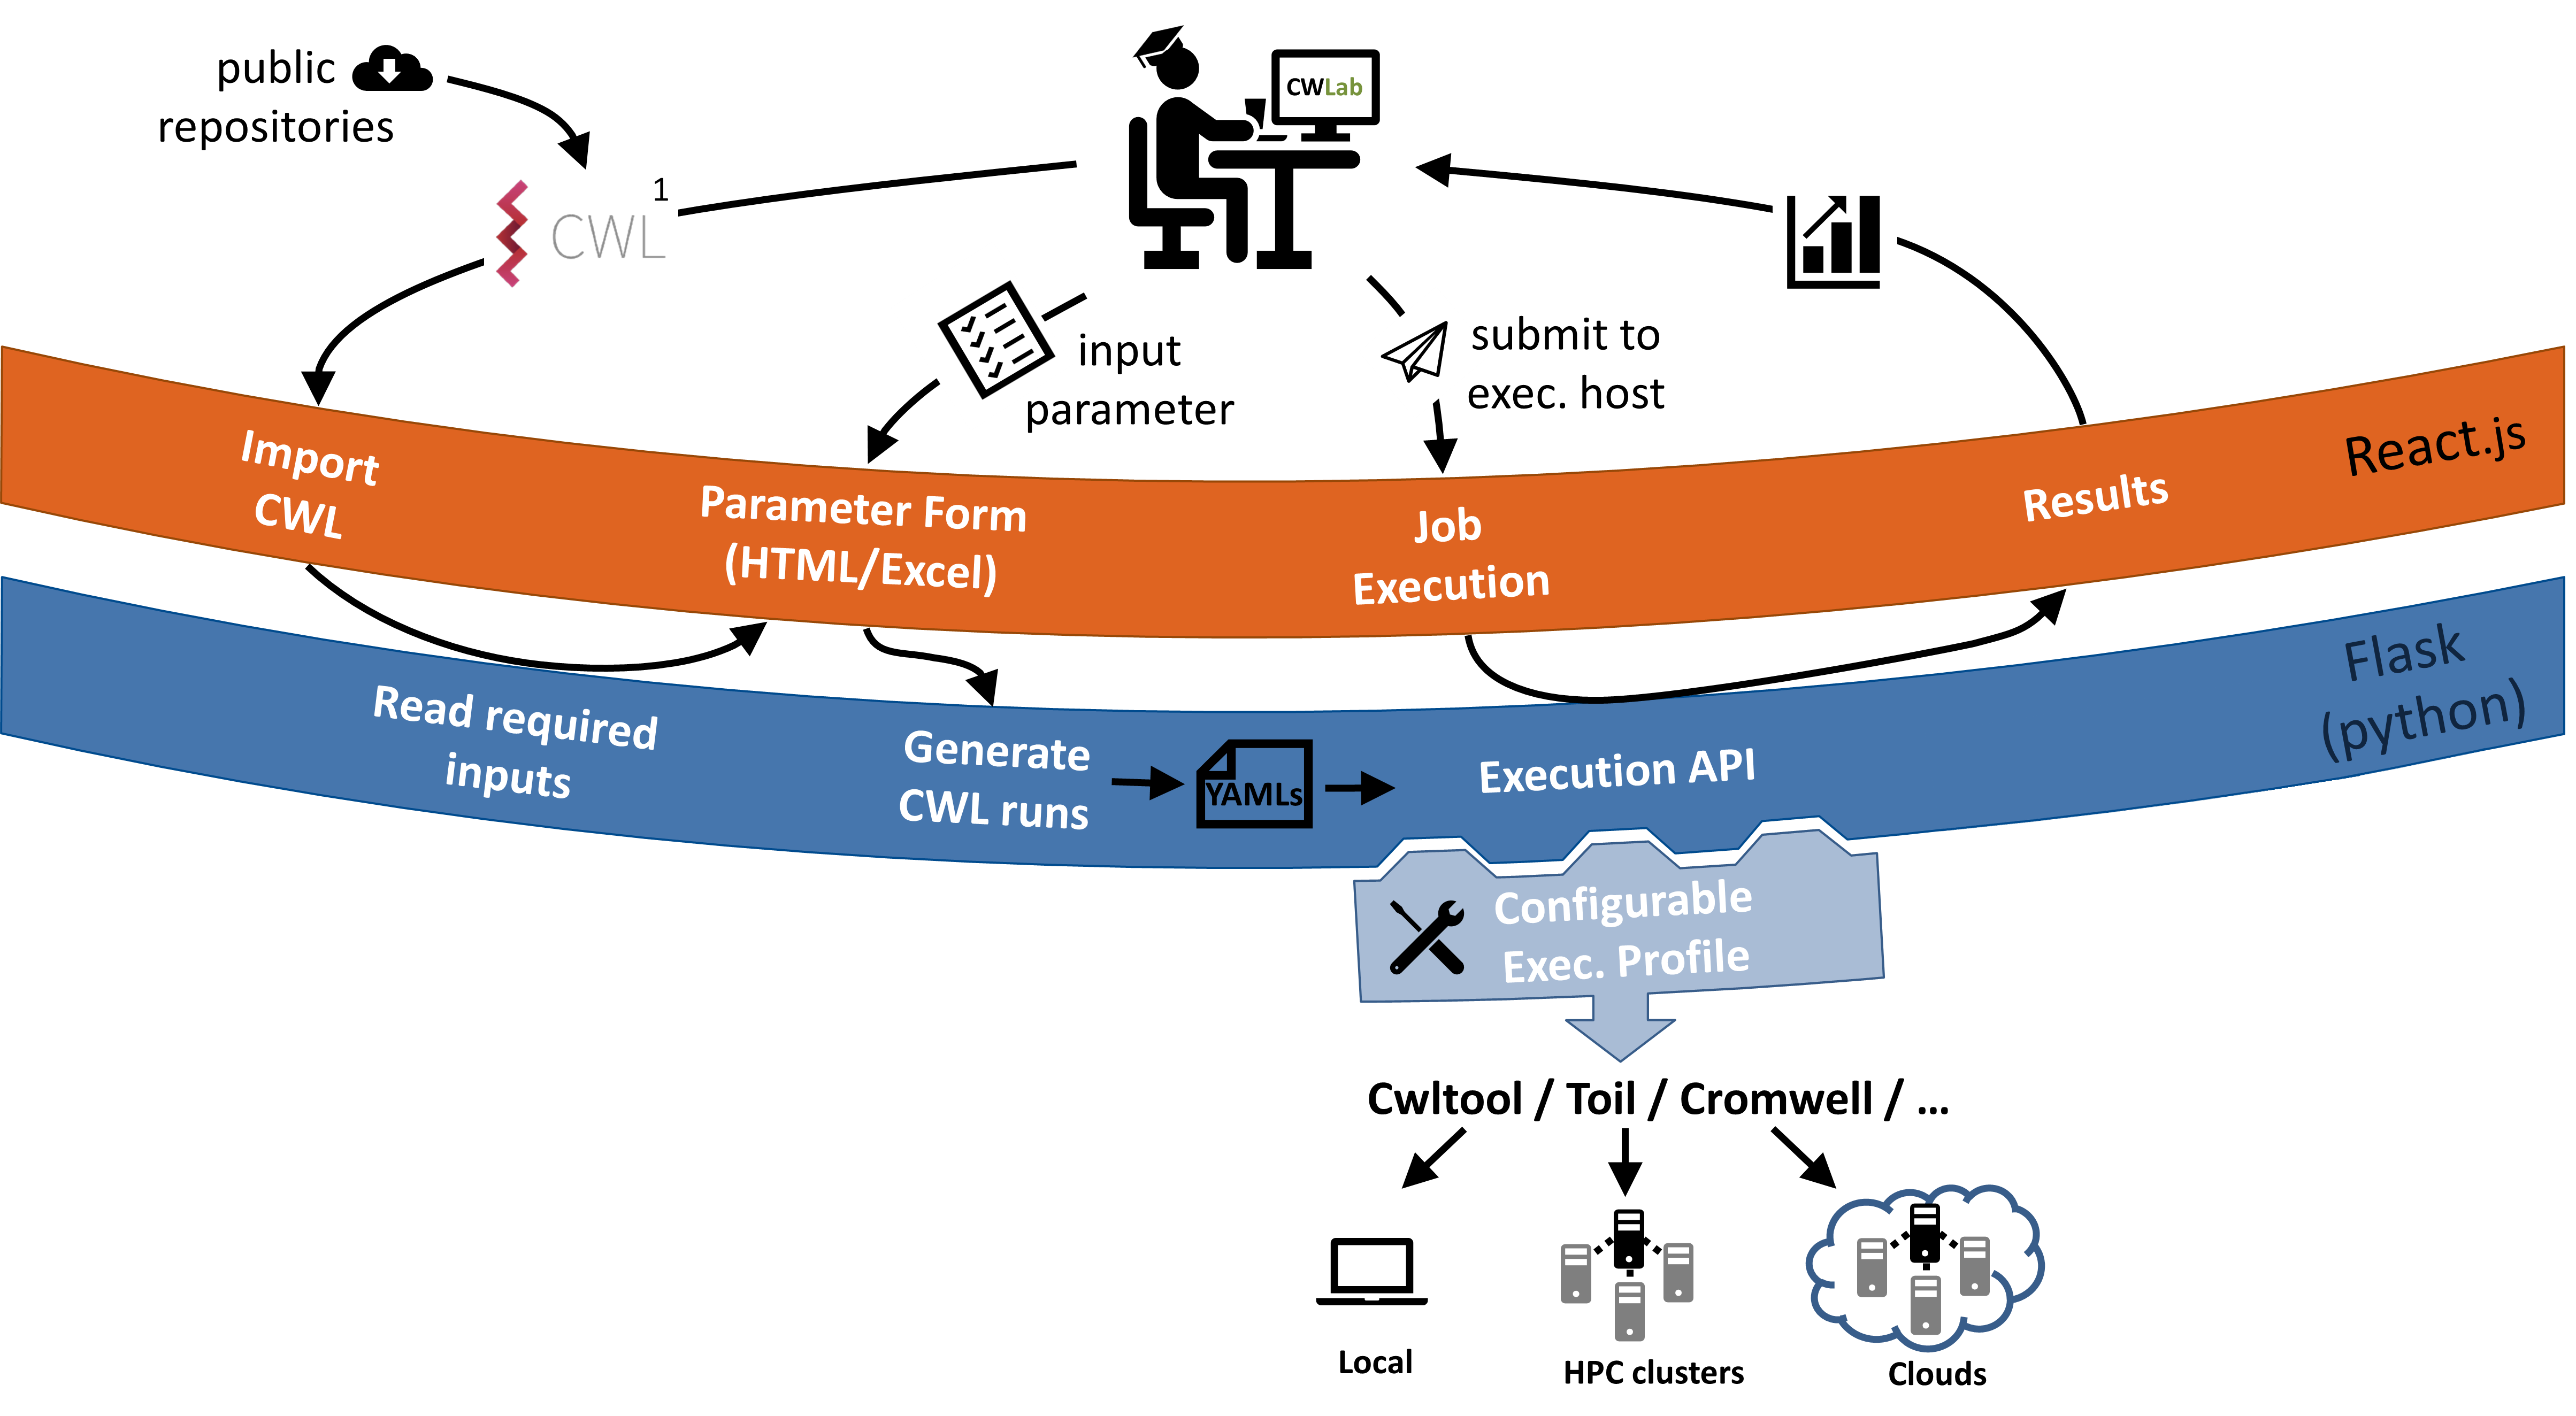 public
repositories
CWLab
1
CWL
input
parameter
submit to
exec. host
Import
CWL
Parameter Form
(HTML/Excel)
Job
Execution
Results
React.js
Read required
inputs
Generate
CWL runs
YAMLs
Execution API
Flask
(python)
Configurable
Exec. Profile
Cwltool / Toil / Cromwell / ...
Local
HPC clusters
Clouds